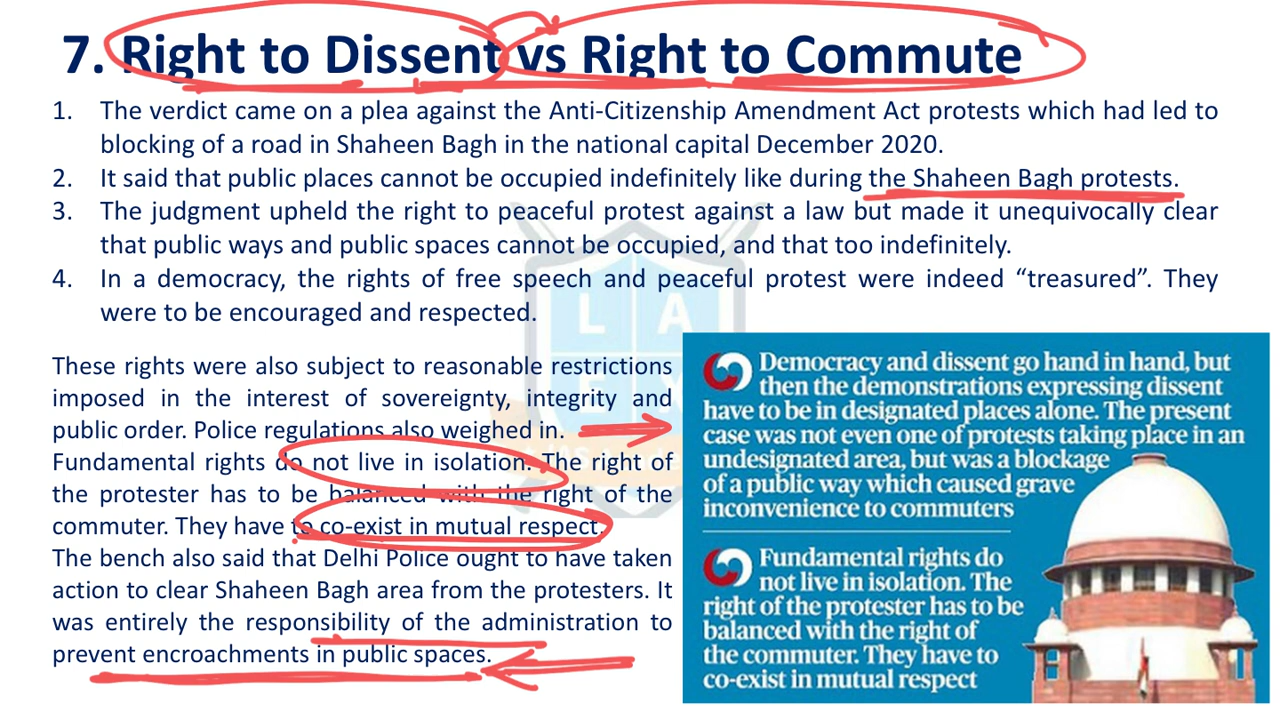 7. Right to Dissent vs Right to Commute
1. The verdict came on a plea against the Anti-Citizenship Amendment Act protests which had led to
blocking of a road in Shaheen Bagh in the national capital December 2020.
2. It said that public places cannot be occupied indefinitely like during the Shaheen Bagh protests.
3. The judgment upheld the right to peaceful protest against a law but made it unequivocally clear
that public ways and public spaces cannot be occupied, and that too indefinitely.
4. In a democracy, the rights of free speech and peaceful protest were indeed “treasured”. They
were to be encouraged and respected.
These rights were also subject to reasonable restrictions
imposed in the interest of sovereignty, integrity and
public order. Police regulations also weighed in.
Fundamental rights do not live in isolation. The right of
the protester has to be balanced with the right of the
commuter. They have to co-exist in mutual respect.
The bench also said that Delhi Police ought to have taken
action to clear Shaheen Bagh area from the protesters. It
was entirely the responsibility of the administration to
prevent encroachments in public spaces.
Democracy and dissent go hand in hand, but
then the demonstrations expressing dissent
have to be in designated places alone. The present
case was not even one of protests taking place in an
undesignated area, but was a blockage
of a public way which caused grave
inconvenience to commuters
Fundamental rights do
not live in isolation. The
right of the protester has to be
balanced with the right of
the commuter. They have to
co-exist in mutual respect
L A
E X